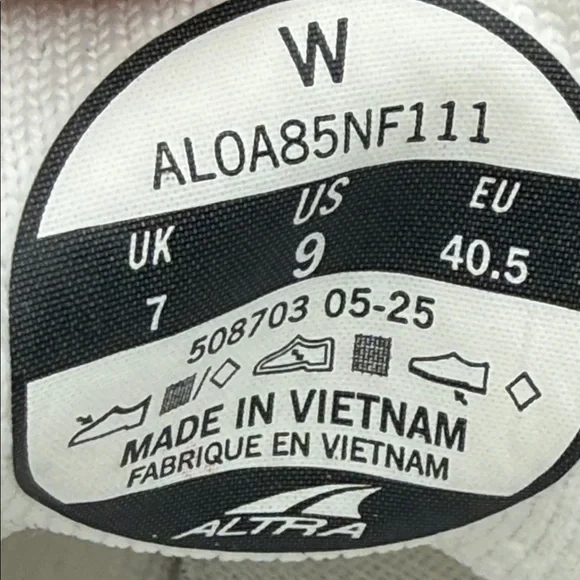 W
AL0A85NF111
UK US EU
7 9 40.5
508703 05-25
MADE IN VIETNAM
FABRIQUE EN VIETNAM
ALTRA